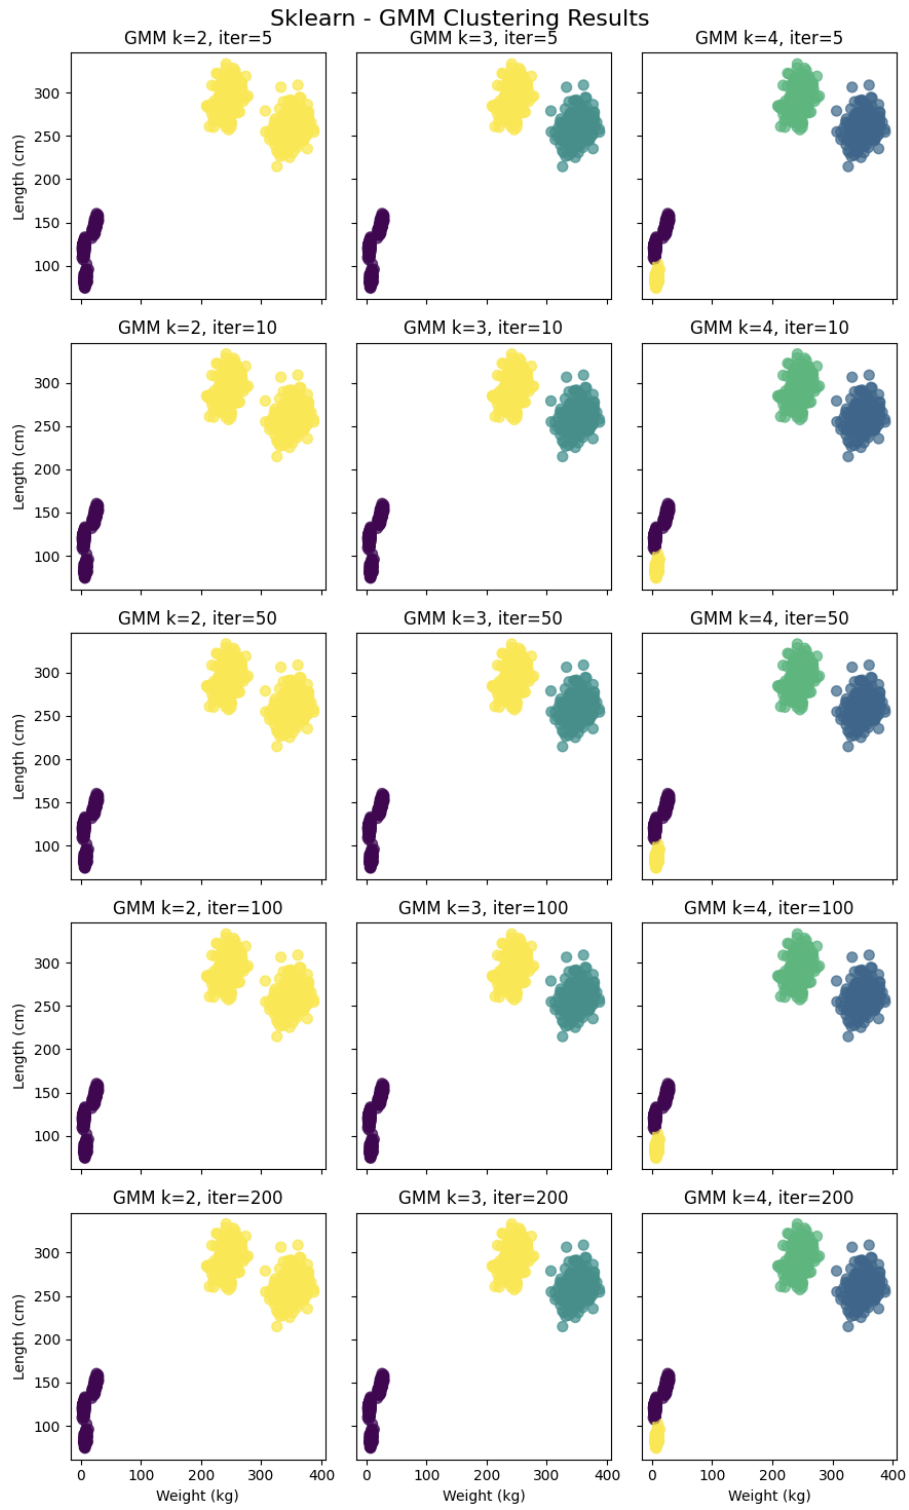 Sklearn - GMM Clustering Results
GMM k=2, iter=5
GMM k=3, iter=5
GMM k=4, iter=5
300
250
200
150
100
Length (cm)
0 100 200 300 400
GMM k=2, iter=10
GMM k=3, iter=10
GMM k=4, iter=10
300
250
200
150
100
Length (cm)
GMM k=2, iter=50
GMM k=3, iter=50
GMM k=4, iter=50
300
250
200
150
100
Length (cm)
GMM k=2, iter=100
GMM k=3, iter=100
GMM k=4, iter=100
300
250
200
150
100
Length (cm)
GMM k=2, iter=200
GMM k=3, iter=200
GMM k=4, iter=200
300
250
200
150
100
Length (cm)
0 100 200 300 400
0 100 200 300 400
0 100 200 300 400
Weight (kg)
Weight (kg)
Weight (kg)